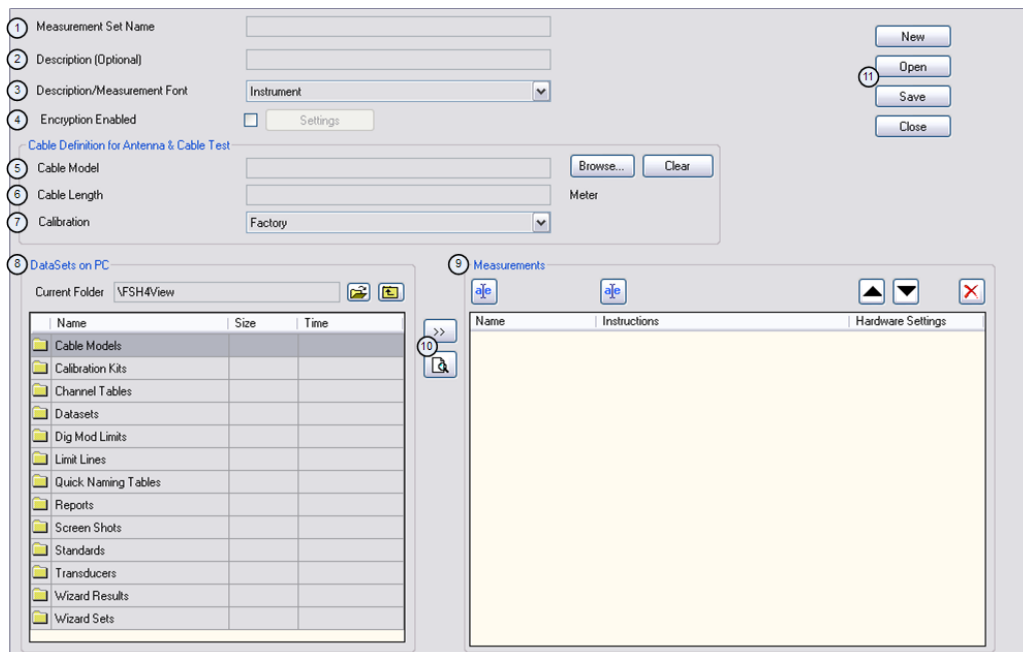 1 Measurement Set Name
New
2 Description (Optional)
Open
11
3 Description/Measurement Font Instrument
Save
4 Encryption Enabled Settings
Close
Cable Definition for Antenna & Cable Test
5 Cable Model Browse... Clear
6 Cable Length Meter
7 Calibration Factory
8 DataSets on PC
Current Folder \FSH4View
Name Size Time
Cable Models
Calibration Kits
Channel Tables
Datasets
Dig Mod Limits
Limit Lines
Quick Naming Tables
Reports
Screen Shots
Standards
Transducers
Wizard Results
Wizard Sets
>>
10
9 Measurements
a|e a|e
Name Instructions Hardware Settings